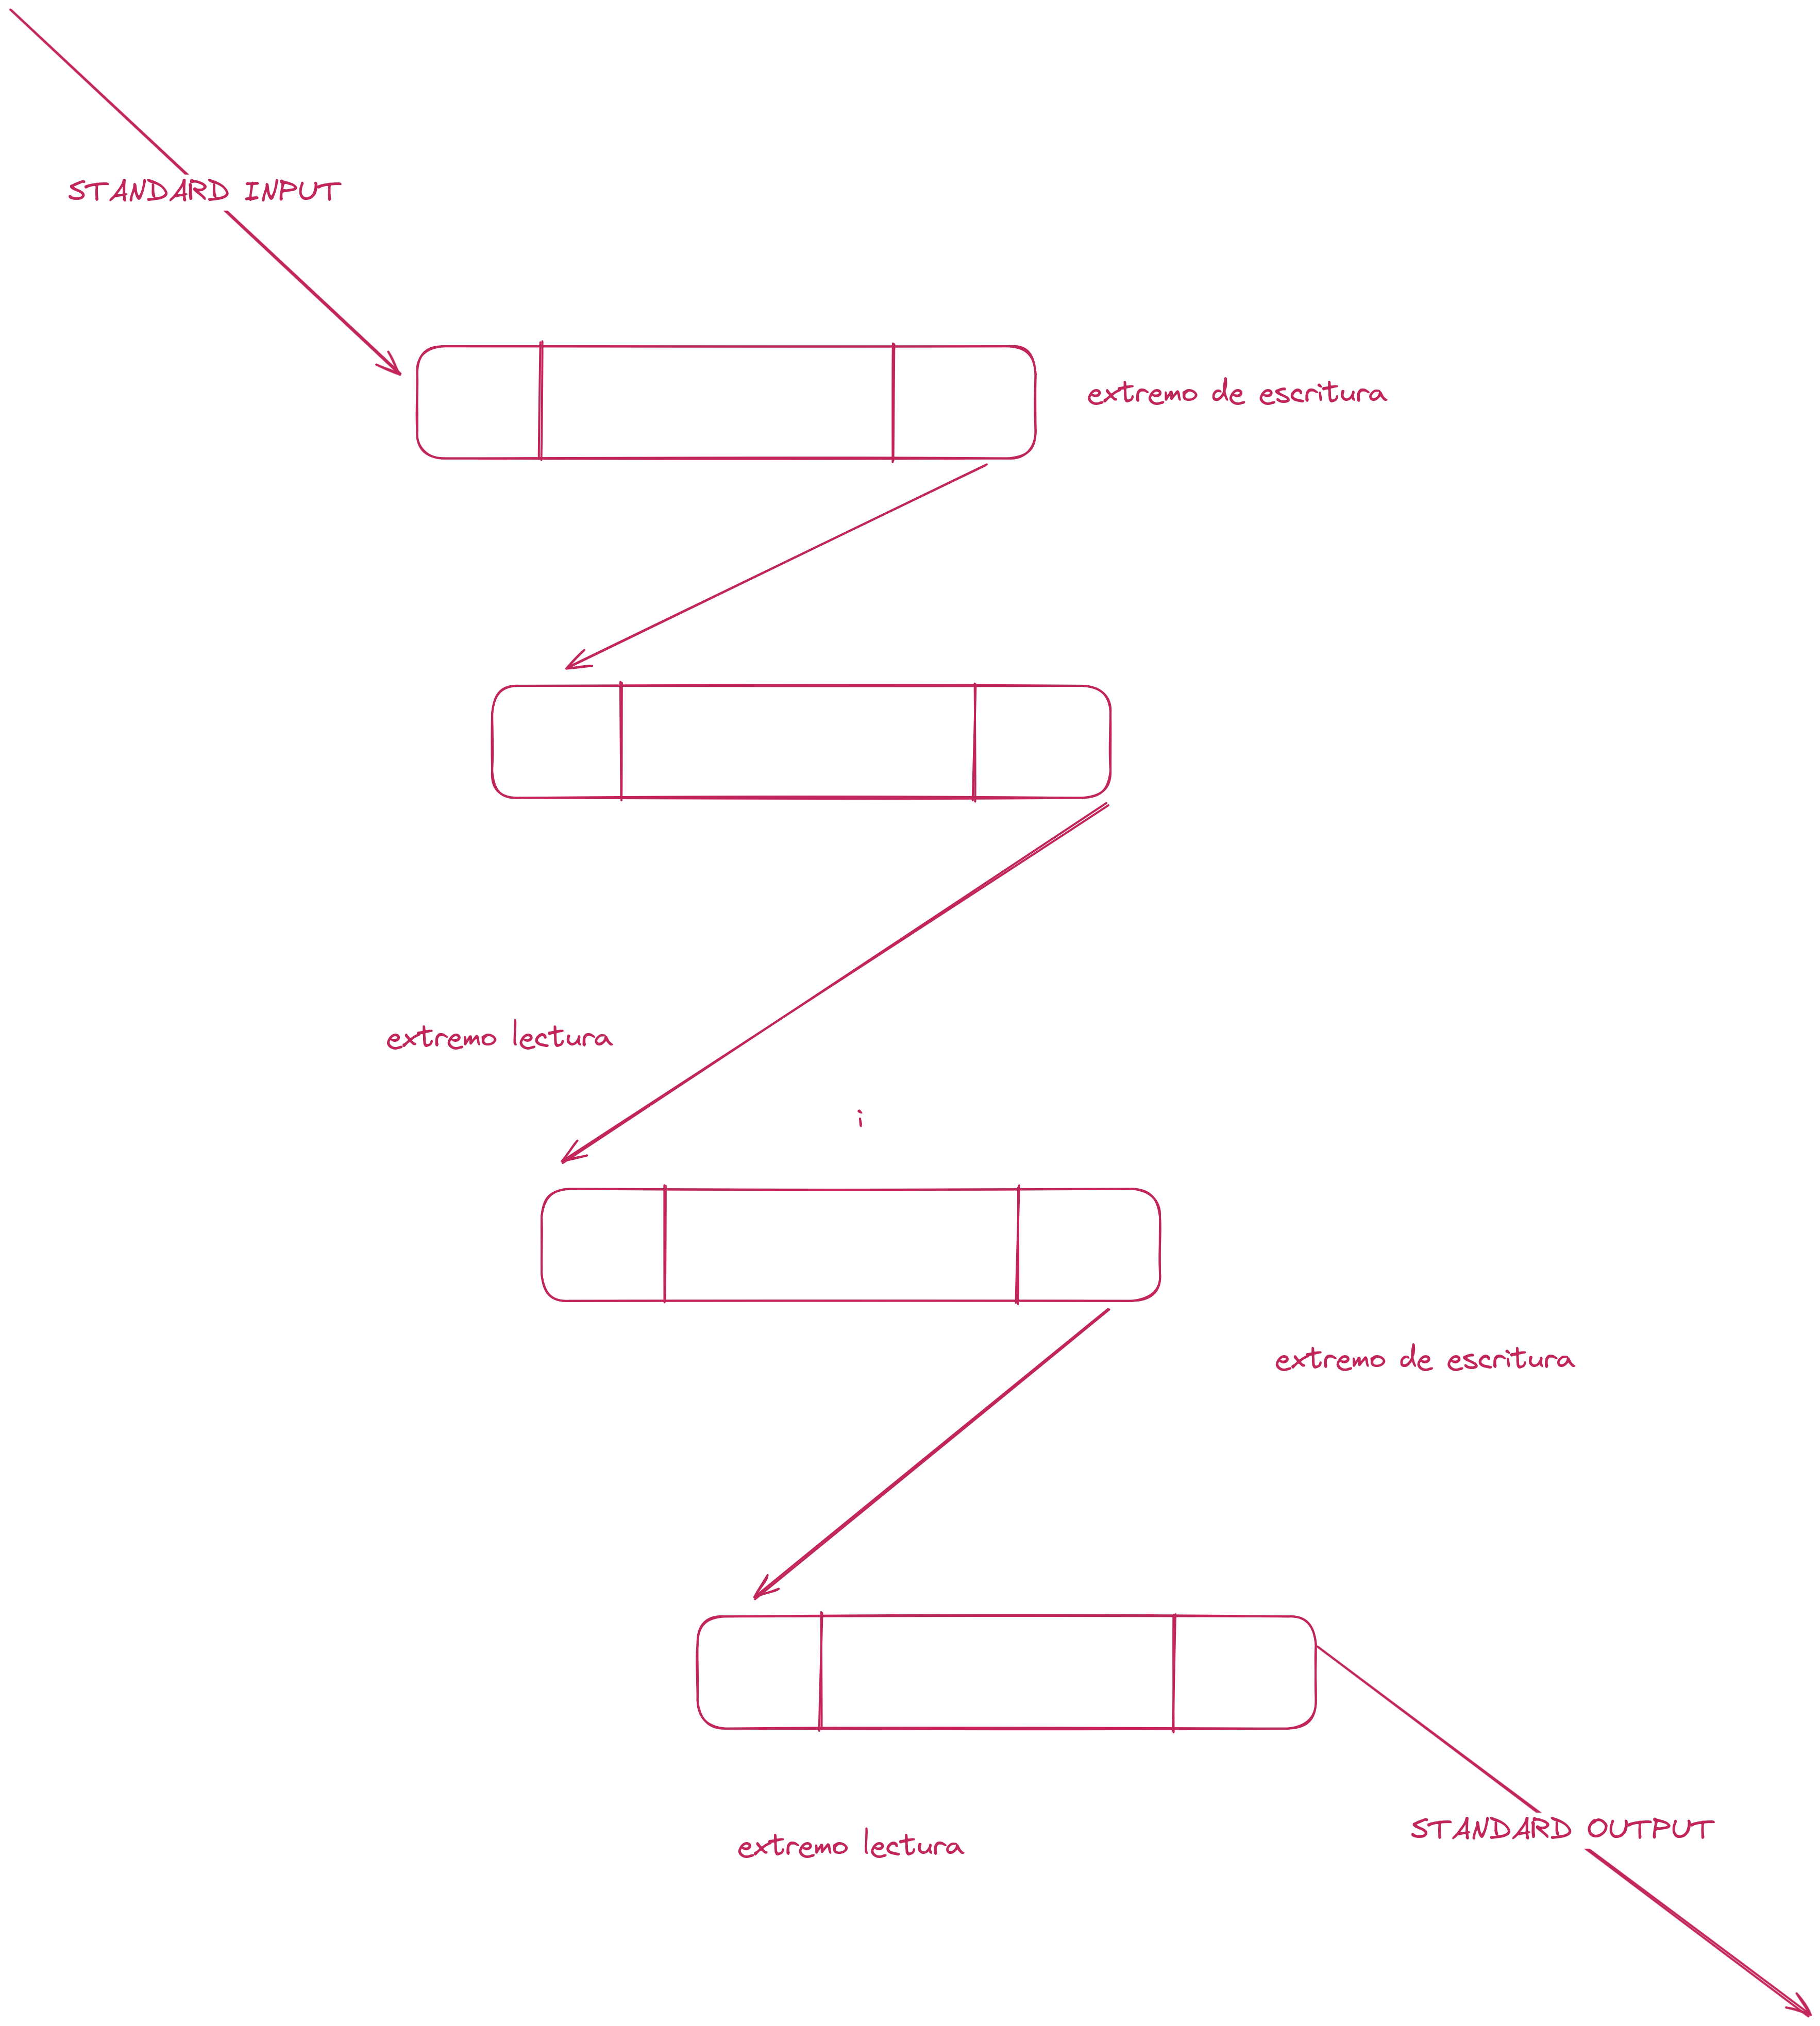 STANDARD INPUT
extremo de escritura
extremo lectura
i
extremo de escritura
STANDARD OUTPUT
extremo lectura